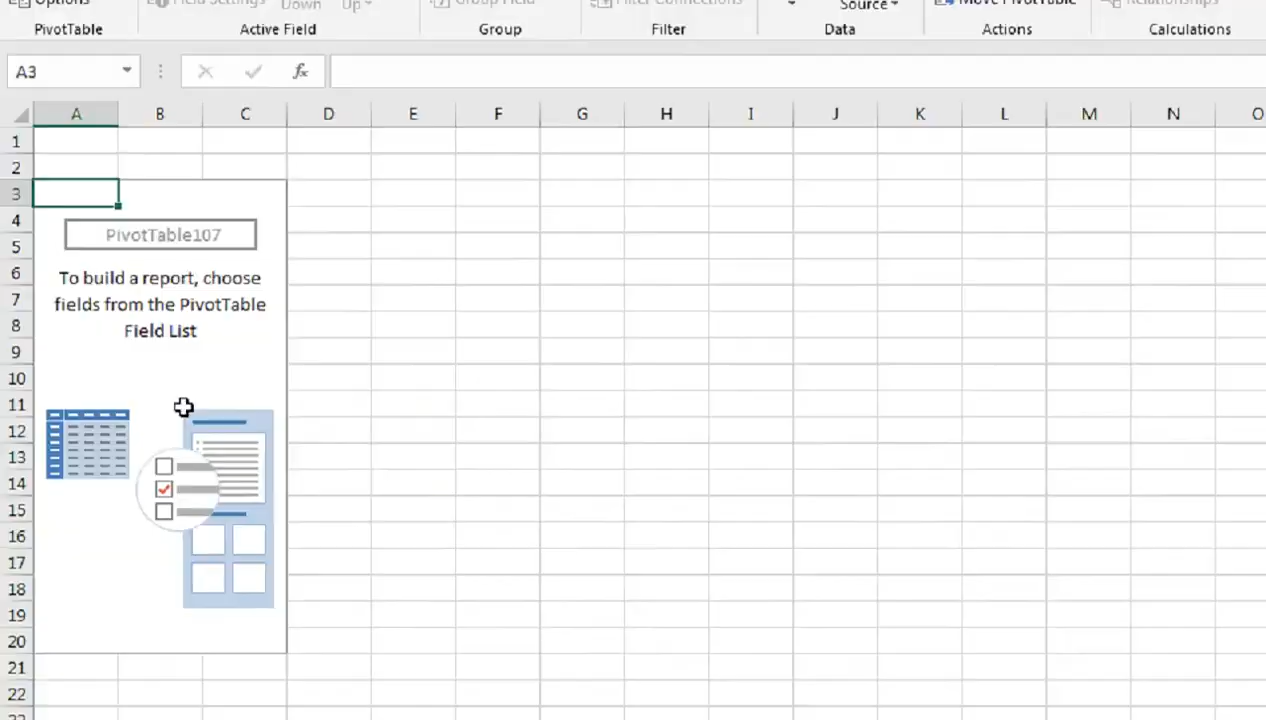 Options
Field Settings
Down
Up
Group Field
Filter Connections
Source
Move PivotTable
Relationships
PivotTable
Active Field
Group
Filter
Data
Actions
Calculations
A3
fx
A B C D E F G H I J K L M N O
1
2
3
4
PivotTable107
5
6
To build a report, choose
7
fields from the PivotTable
8
Field List
9
10
11
12
13
14
15
16
17
18
19
20
21
22